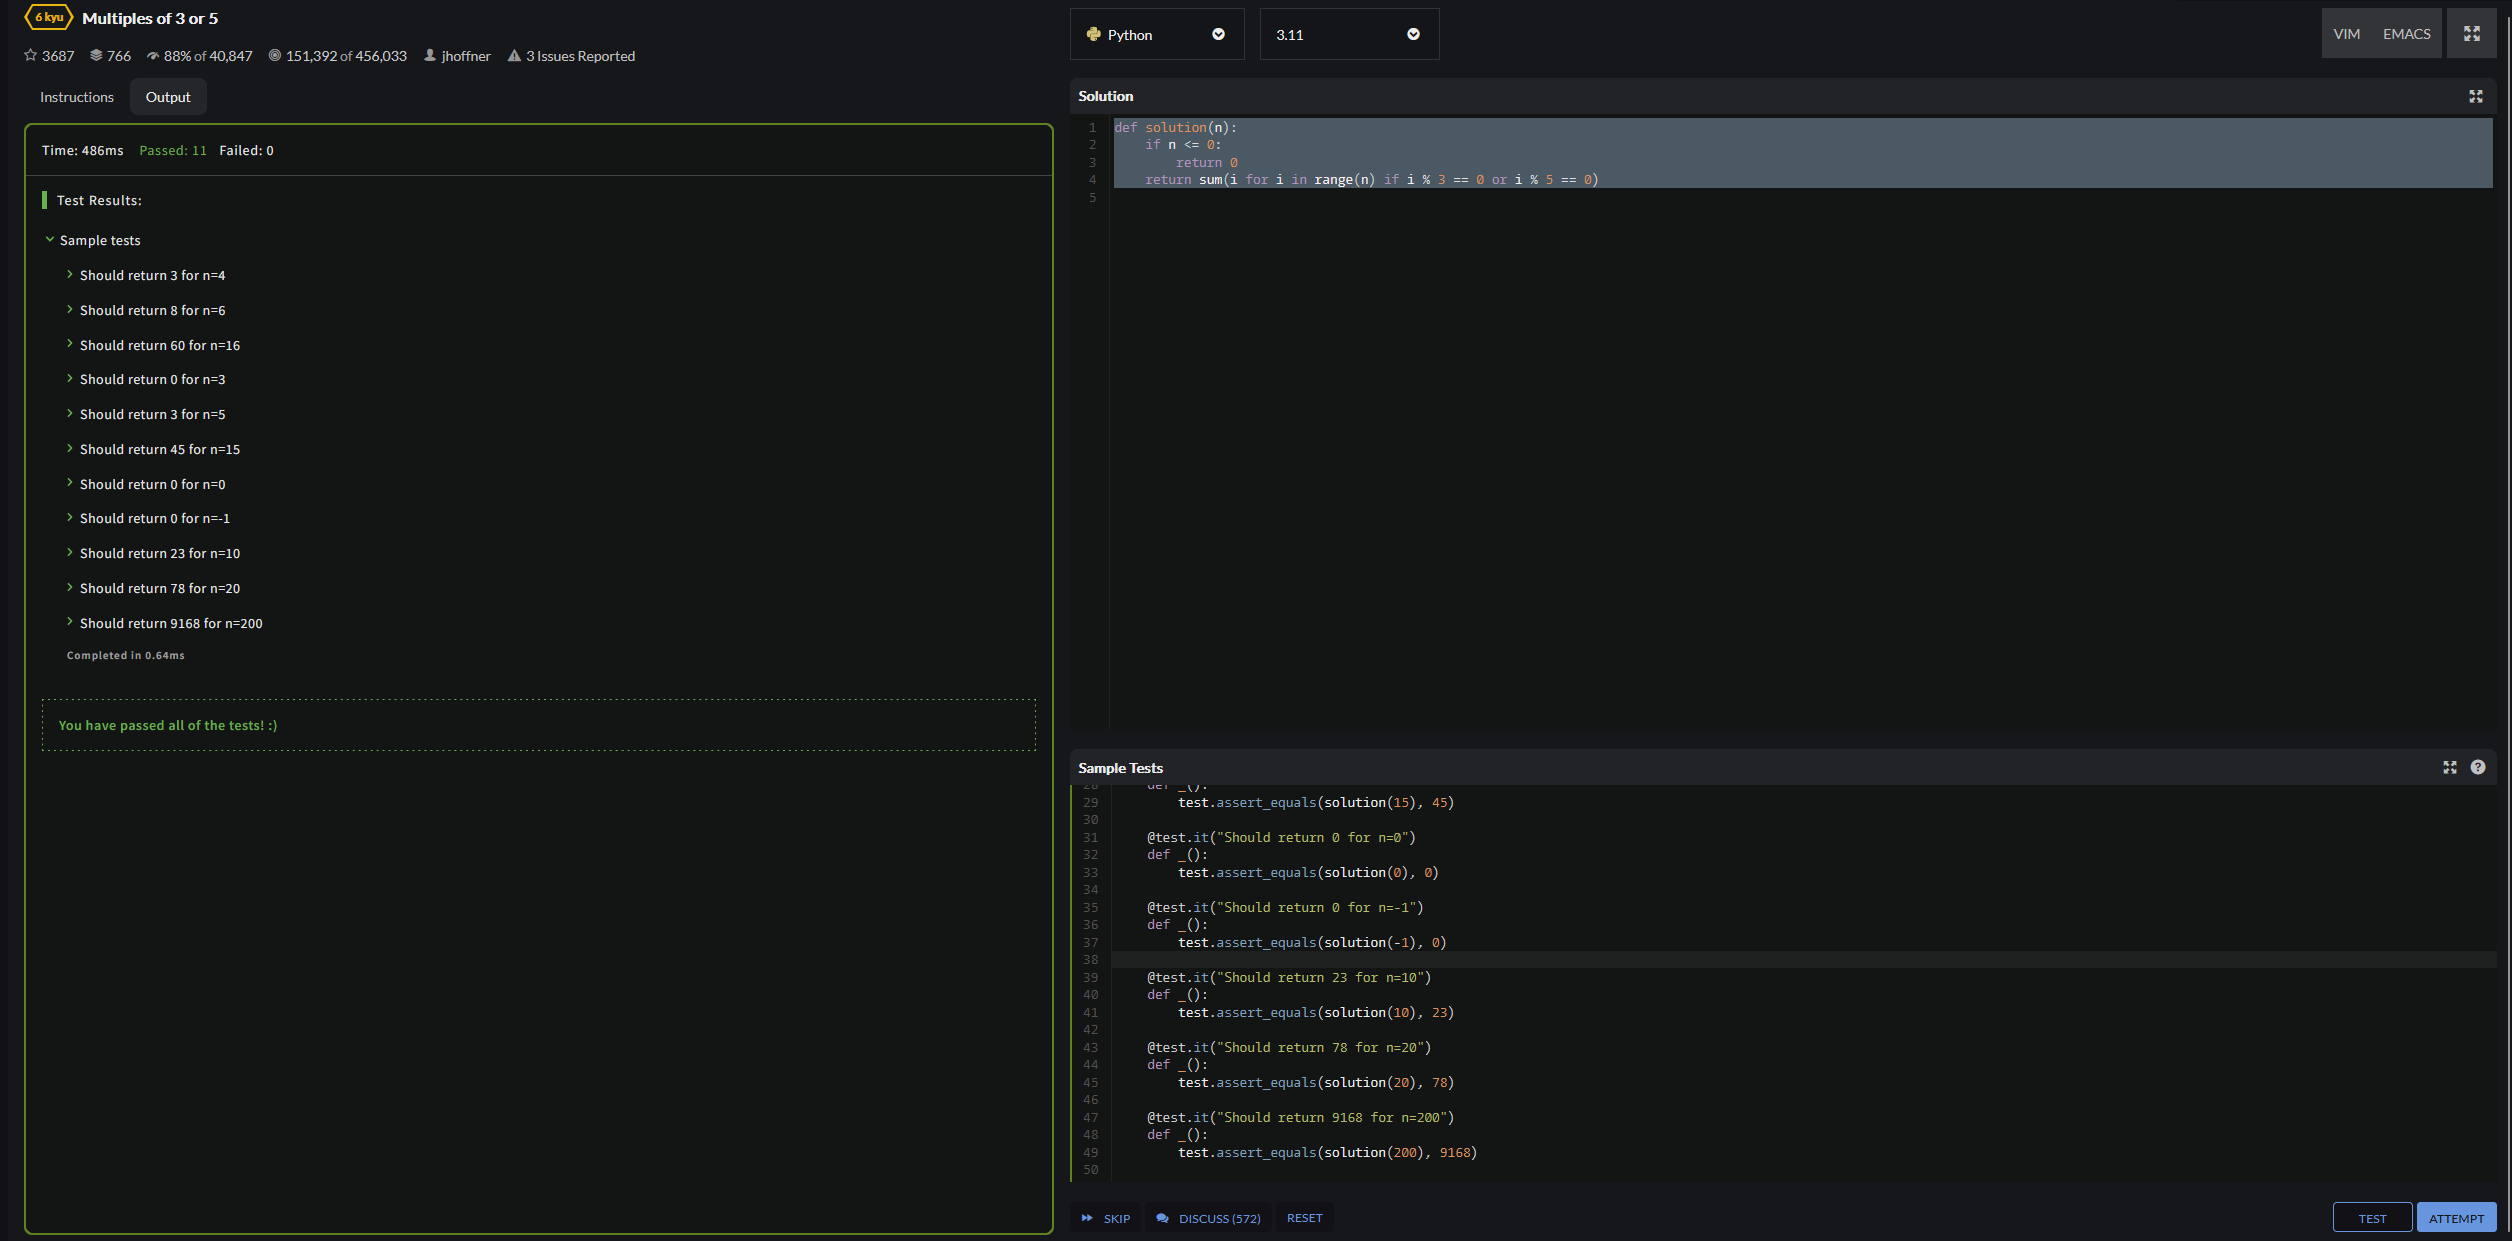 6 kyu Multiples of 3 or 5
3687 766 88% of 40,847 151,392 of 456,033 jhoffner 3 Issues Reported
Instructions Output
Time: 486ms Passed: 11 Failed: 0
Test Results:
Sample tests
Should return 3 for n=4
Should return 8 for n=6
Should return 60 for n=16
Should return 0 for n=3
Should return 3 for n=5
Should return 45 for n=15
Should return 0 for n=0
Should return 0 for n=-1
Should return 23 for n=10
Should return 78 for n=20
Should return 9168 for n=200
Completed in 0.64ms
You have passed all of the tests! :)
Python 3.11 VIM EMACS
Solution
1 def solution(n):
2     if n <= 0:
3         return 0
4     return sum(i for i in range(n) if i % 3 == 0 or i % 5 == 0)
5
Sample Tests
28     def _():
29         test.assert_equals(solution(15), 45)
30
31     @test.it("Should return 0 for n=0")
32     def _():
33         test.assert_equals(solution(0), 0)
34
35     @test.it("Should return 0 for n=-1")
36     def _():
37         test.assert_equals(solution(-1), 0)
38
39     @test.it("Should return 23 for n=10")
40     def _():
41         test.assert_equals(solution(10), 23)
42
43     @test.it("Should return 78 for n=20")
44     def _():
45         test.assert_equals(solution(20), 78)
46
47     @test.it("Should return 9168 for n=200")
48     def _():
49         test.assert_equals(solution(200), 9168)
50
SKIP DISCUSS (572) RESET TEST ATTEMPT